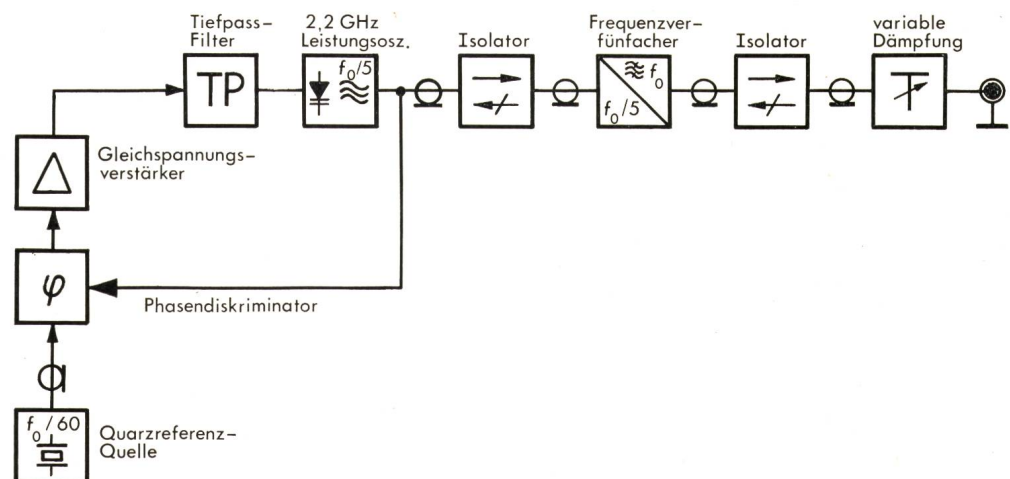 Tiefpass-
Filter
2,2 GHz
Leistungsosz.
Isolator
Frequenzver-
fünfacher
Isolator
variable
Dämpfung
TP
f₀/5
f₀
f₀/5
Gleichspannungs-
verstärker
φ
Phasendiskriminator
f₀/60
Quarzreferenz-
Quelle